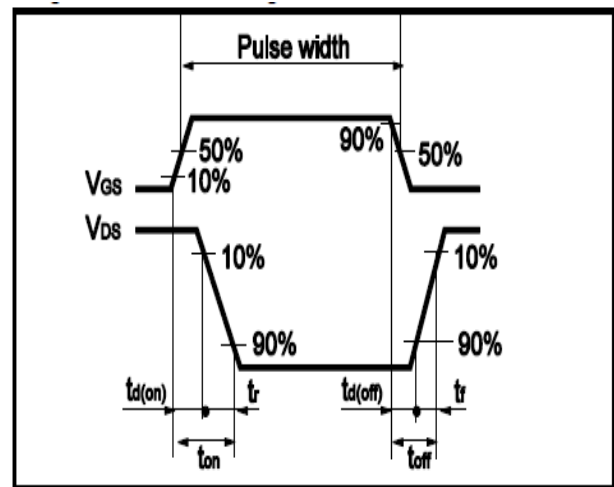 Pulse width
90%
50%
50%
10%
VGS
VDS
10%
10%
90%
90%
td(on)
tr
td(off)
tf
ton
toff